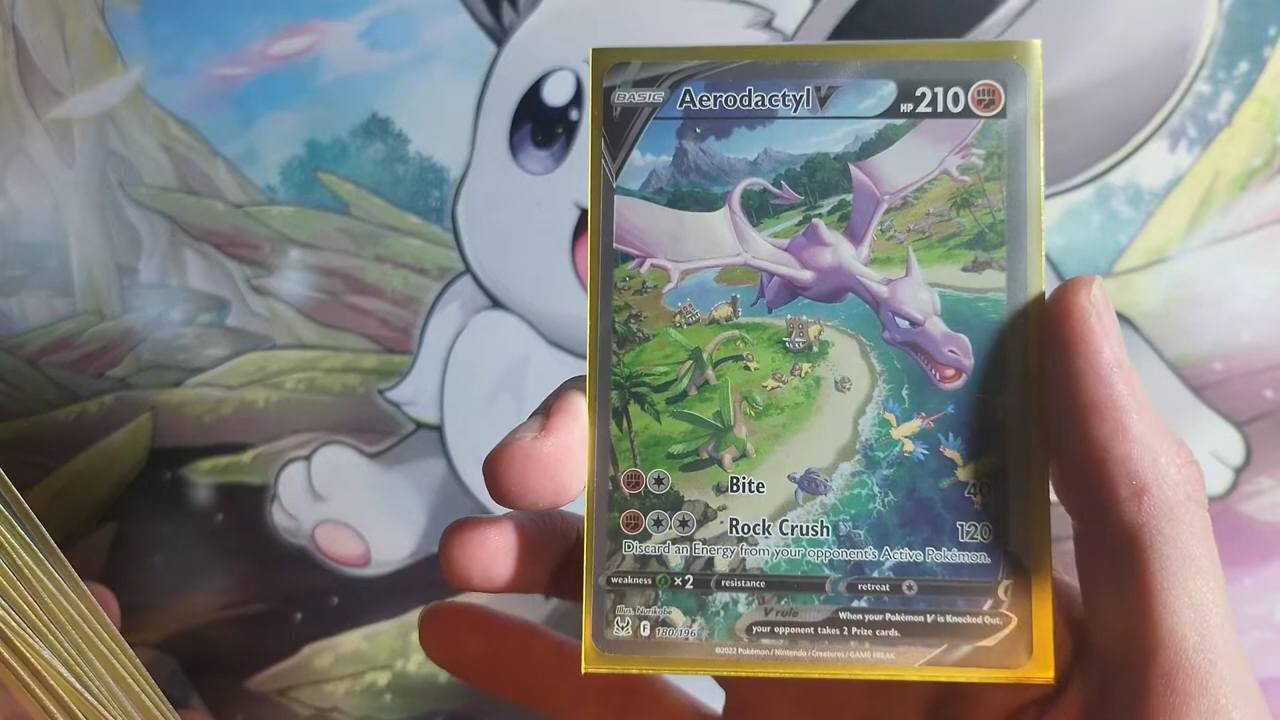 BASIC Aerodactyl V HP 210
Bite 40
Rock Crush 120
Discard an Energy from your opponent's Active Pokémon.
weakness ×2 resistance retreat
Illus. Nurikabe
V rule When your Pokémon V is Knocked Out,
your opponent takes 2 Prize cards.
F 180/196
©2022 Pokémon / Nintendo / Creatures / GAME FREAK